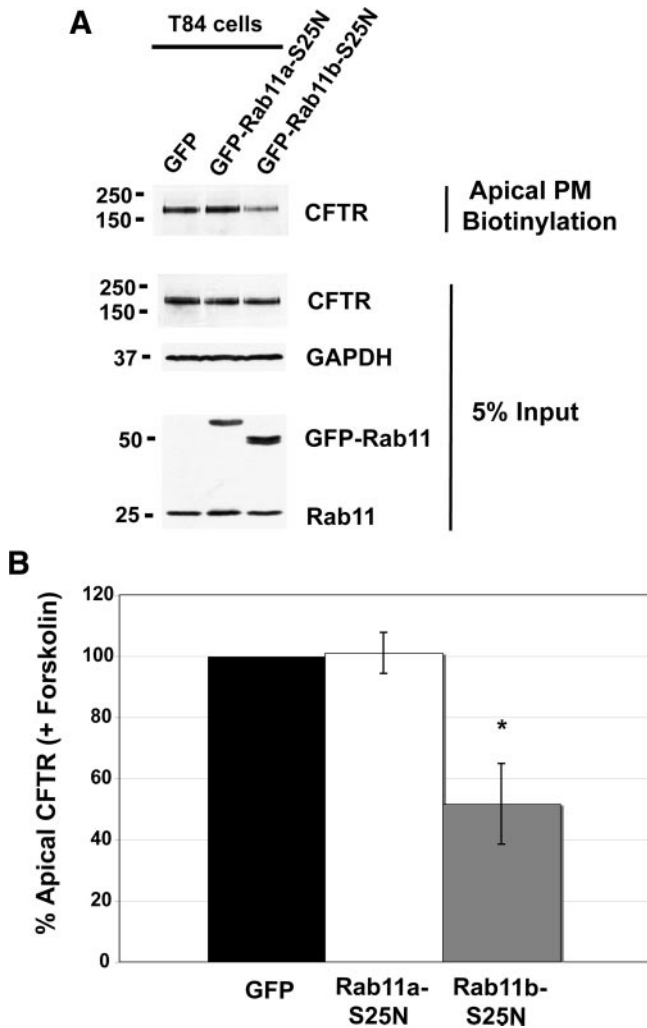 A
T84 cells
GFP
GFP-Rab11a-S25N
GFP-Rab11b-S25N
250
150
CFTR
Apical PM
Biotinylation
250
150
CFTR
37
GAPDH
50
GFP-Rab11
25
Rab11
5% Input
B
% Apical CFTR (+ Forskolin)
120
100
80
60
40
20
0
*
GFP
Rab11a-
S25N
Rab11b-
S25N